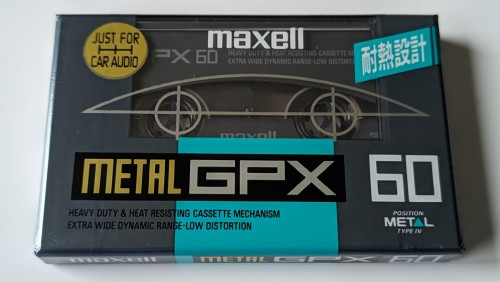 maxell
JUST FOR
CAR AUDIO
PX 60
HEAVY DUTY & HEAT RESISTING CASSETTE M
EXTRA WIDE DYNAMIC RANGE·LOW DISTORTI
耐熱設計
maxell
METAL GPX 60
HEAVY DUTY & HEAT RESISTING CASSETTE MECHANISM
EXTRA WIDE DYNAMIC RANGE·LOW DISTORTION
POSITION
METAL
TYPE IV
maxell METAL GPX 60